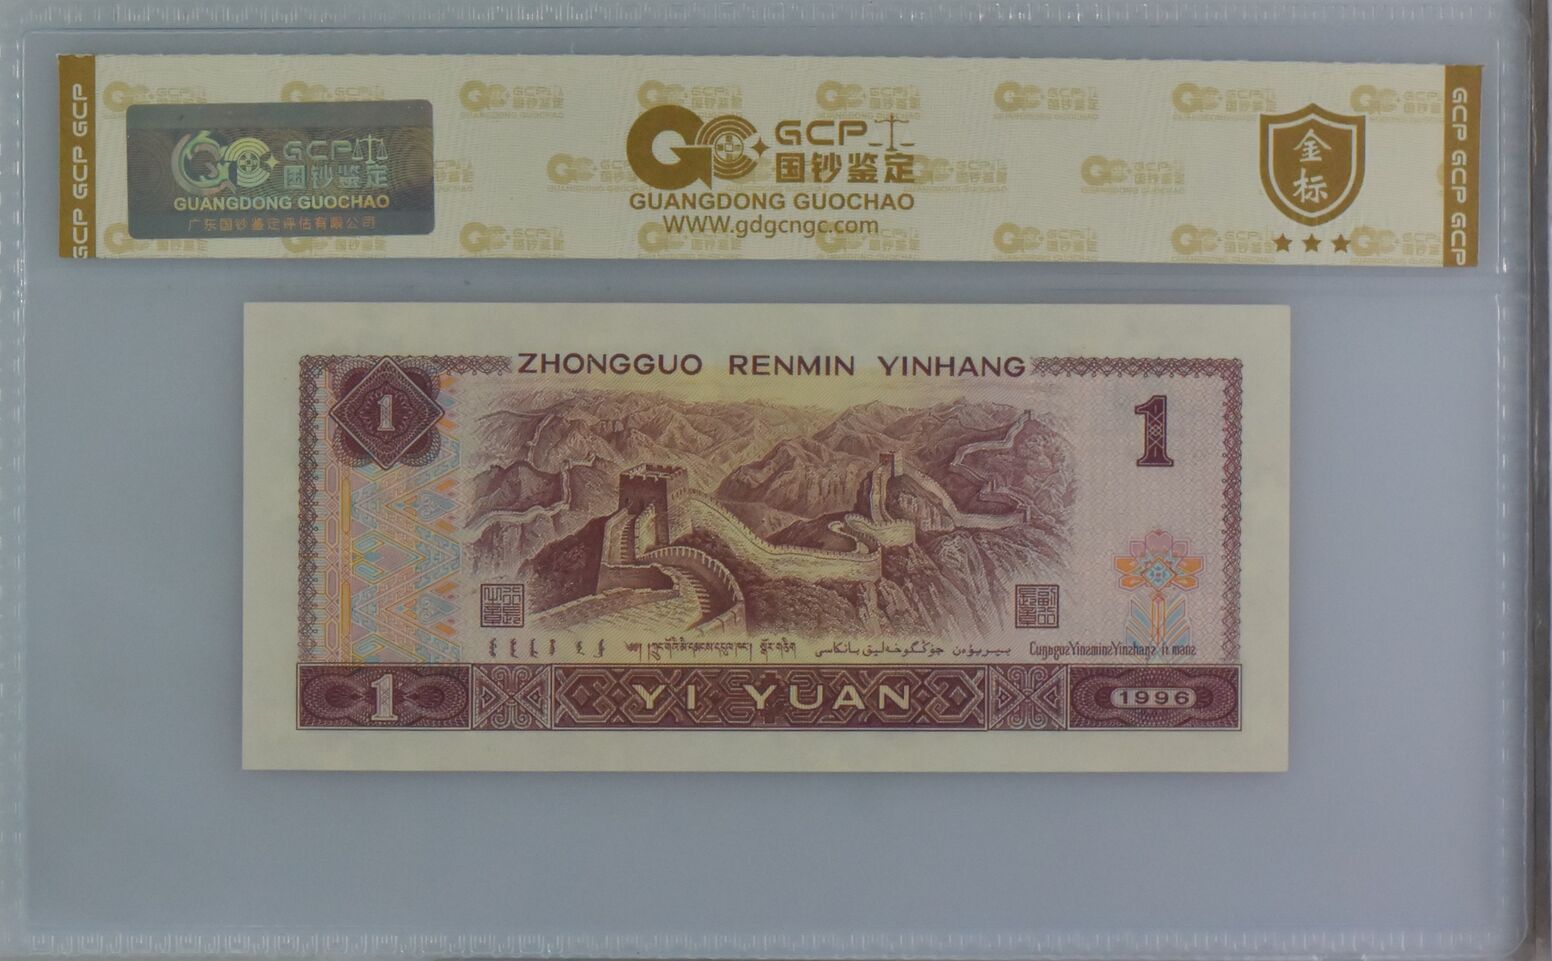 GCP GCP GCP
GCP 国钞鉴定
GUANGDONG GUOCHAO
广东国钞鉴定评估有限公司
GCP
国钞鉴定
GUANGDONG GUOCHAO
WWW.gdgcngc.com
金标
GCP GCP GCP GCP
ZHONGGUO RENMIN YINHANG
1
1
1
YI YUAN
1996